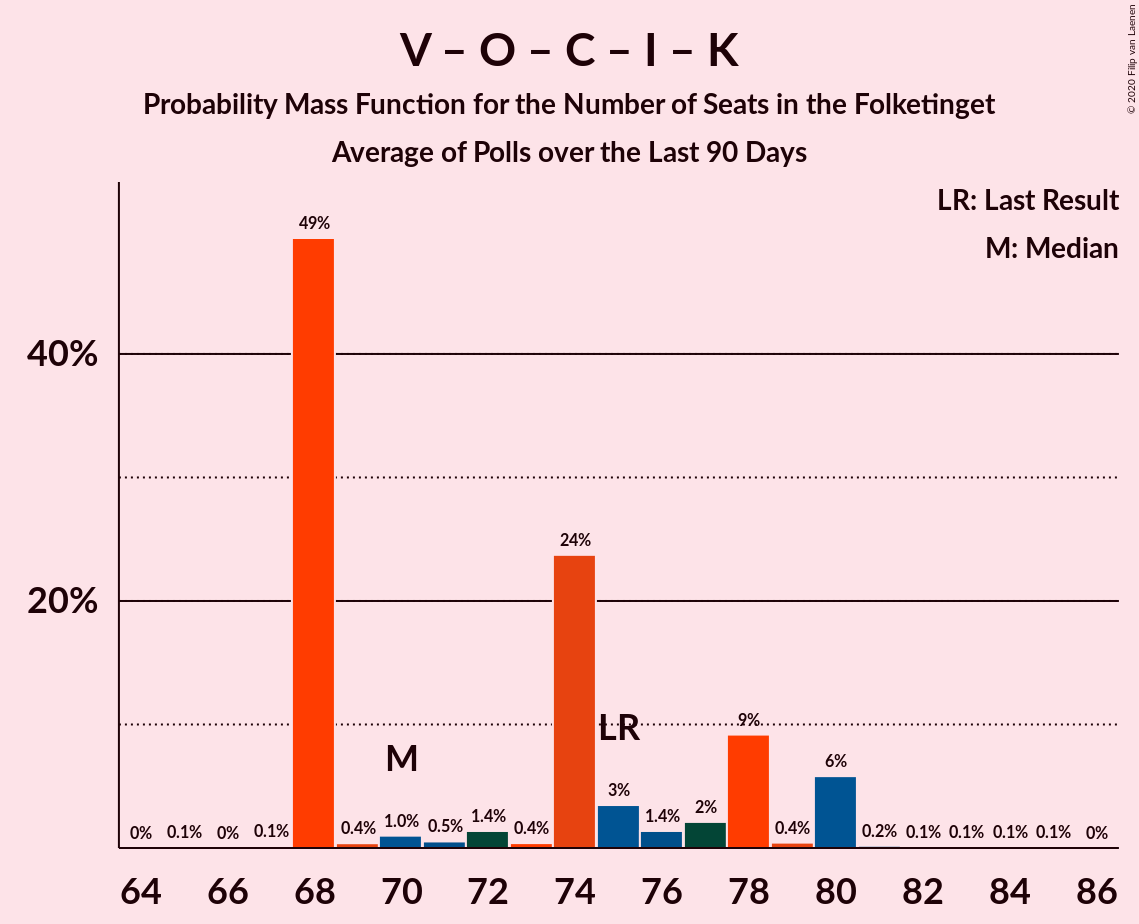 V – O – C – I – K
Probability Mass Function for the Number of Seats in the Folketinget
Average of Polls over the Last 90 Days
© 2020 Filip van Laenen
LR: Last Result
M: Median
49%
40%
24%
20%
LR
9%
M
6%
3%
0% 0.1% 0% 0.1% 0.4% 1.0% 0.5% 1.4% 0.4% 1.4% 2% 0.4% 0.2% 0.1% 0.1% 0.1% 0.1% 0%
64 66 68 70 72 74 76 78 80 82 84 86